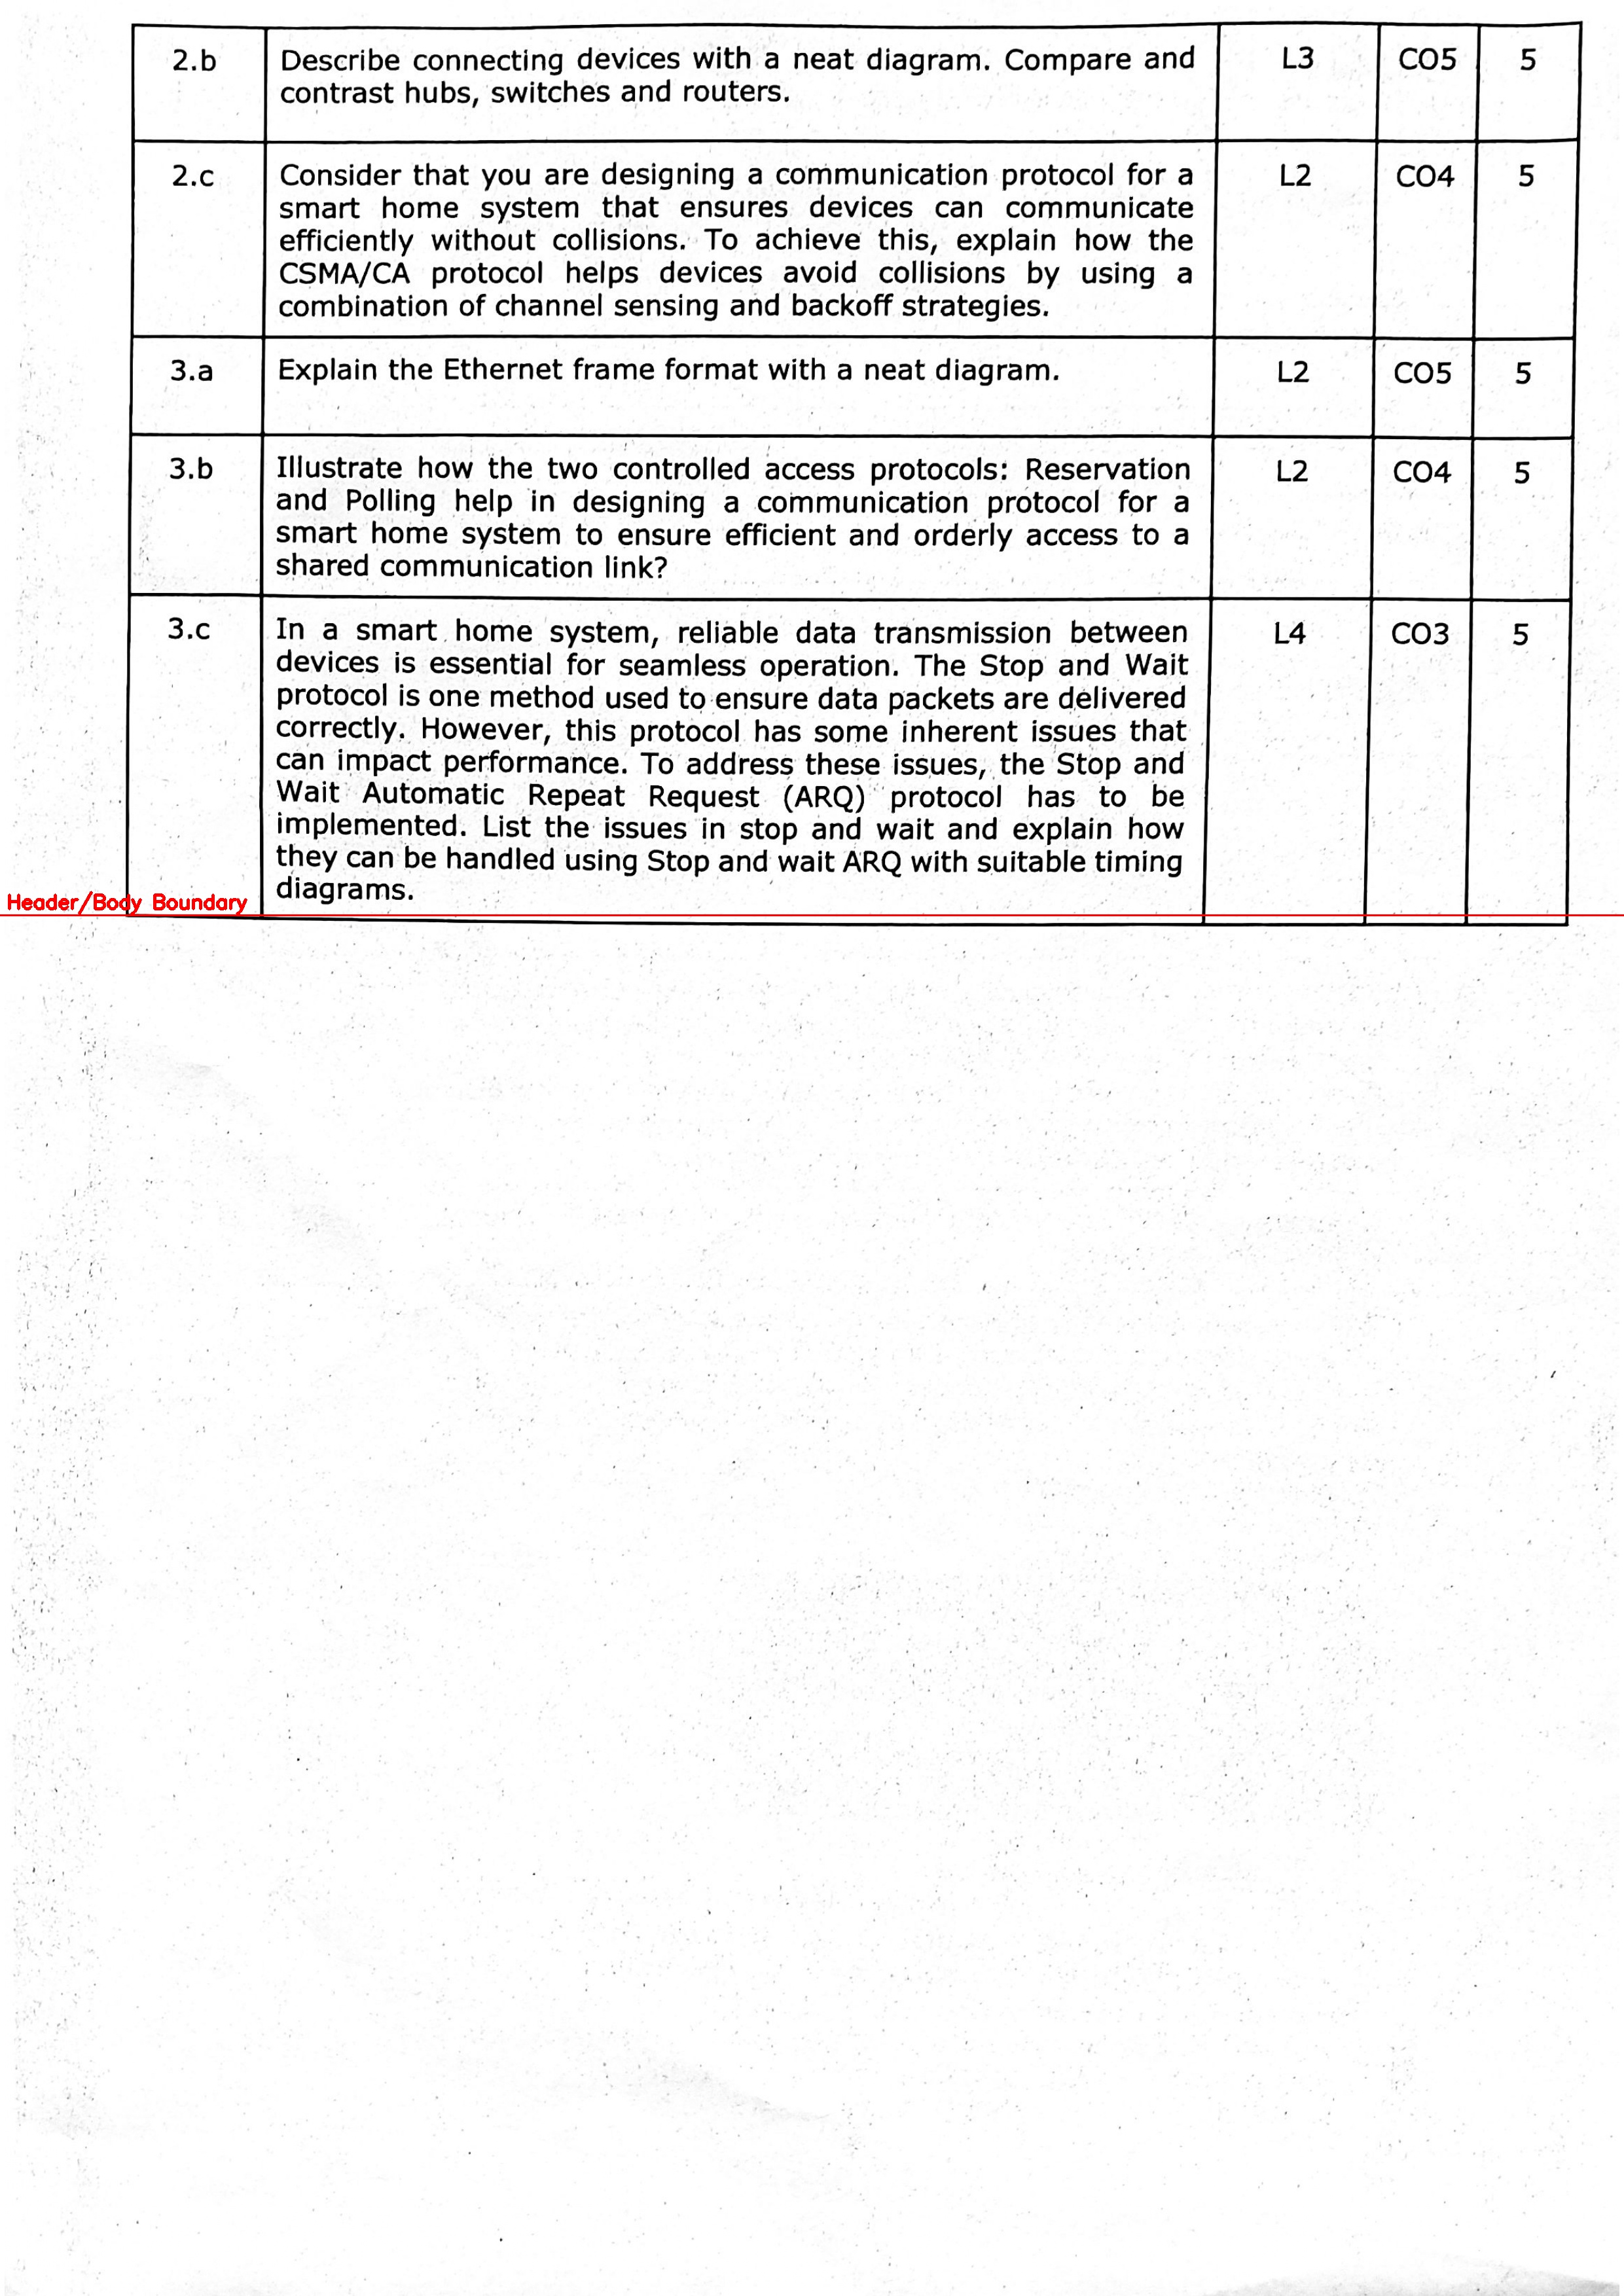 2.b Describe connecting devices with a neat diagram. Compare and L3 CO5 5
contrast hubs, switches and routers.
2.c Consider that you are designing a communication protocol for a L2 CO4 5
smart home system that ensures devices can communicate
efficiently without collisions. To achieve this, explain how the
CSMA/CA protocol helps devices avoid collisions by using a
combination of channel sensing and backoff strategies.
3.a Explain the Ethernet frame format with a neat diagram. L2 CO5 5
3.b Illustrate how the two controlled access protocols: Reservation L2 CO4 5
and Polling help in designing a communication protocol for a
smart home system to ensure efficient and orderly access to a
shared communication link?
3.c In a smart home system, reliable data transmission between L4 CO3 5
devices is essential for seamless operation. The Stop and Wait
protocol is one method used to ensure data packets are delivered
correctly. However, this protocol has some inherent issues that
can impact performance. To address these issues, the Stop and
Wait Automatic Repeat Request (ARQ) protocol has to be
implemented. List the issues in stop and wait and explain how
they can be handled using Stop and wait ARQ with suitable timing
diagrams.
Header/Body Boundary